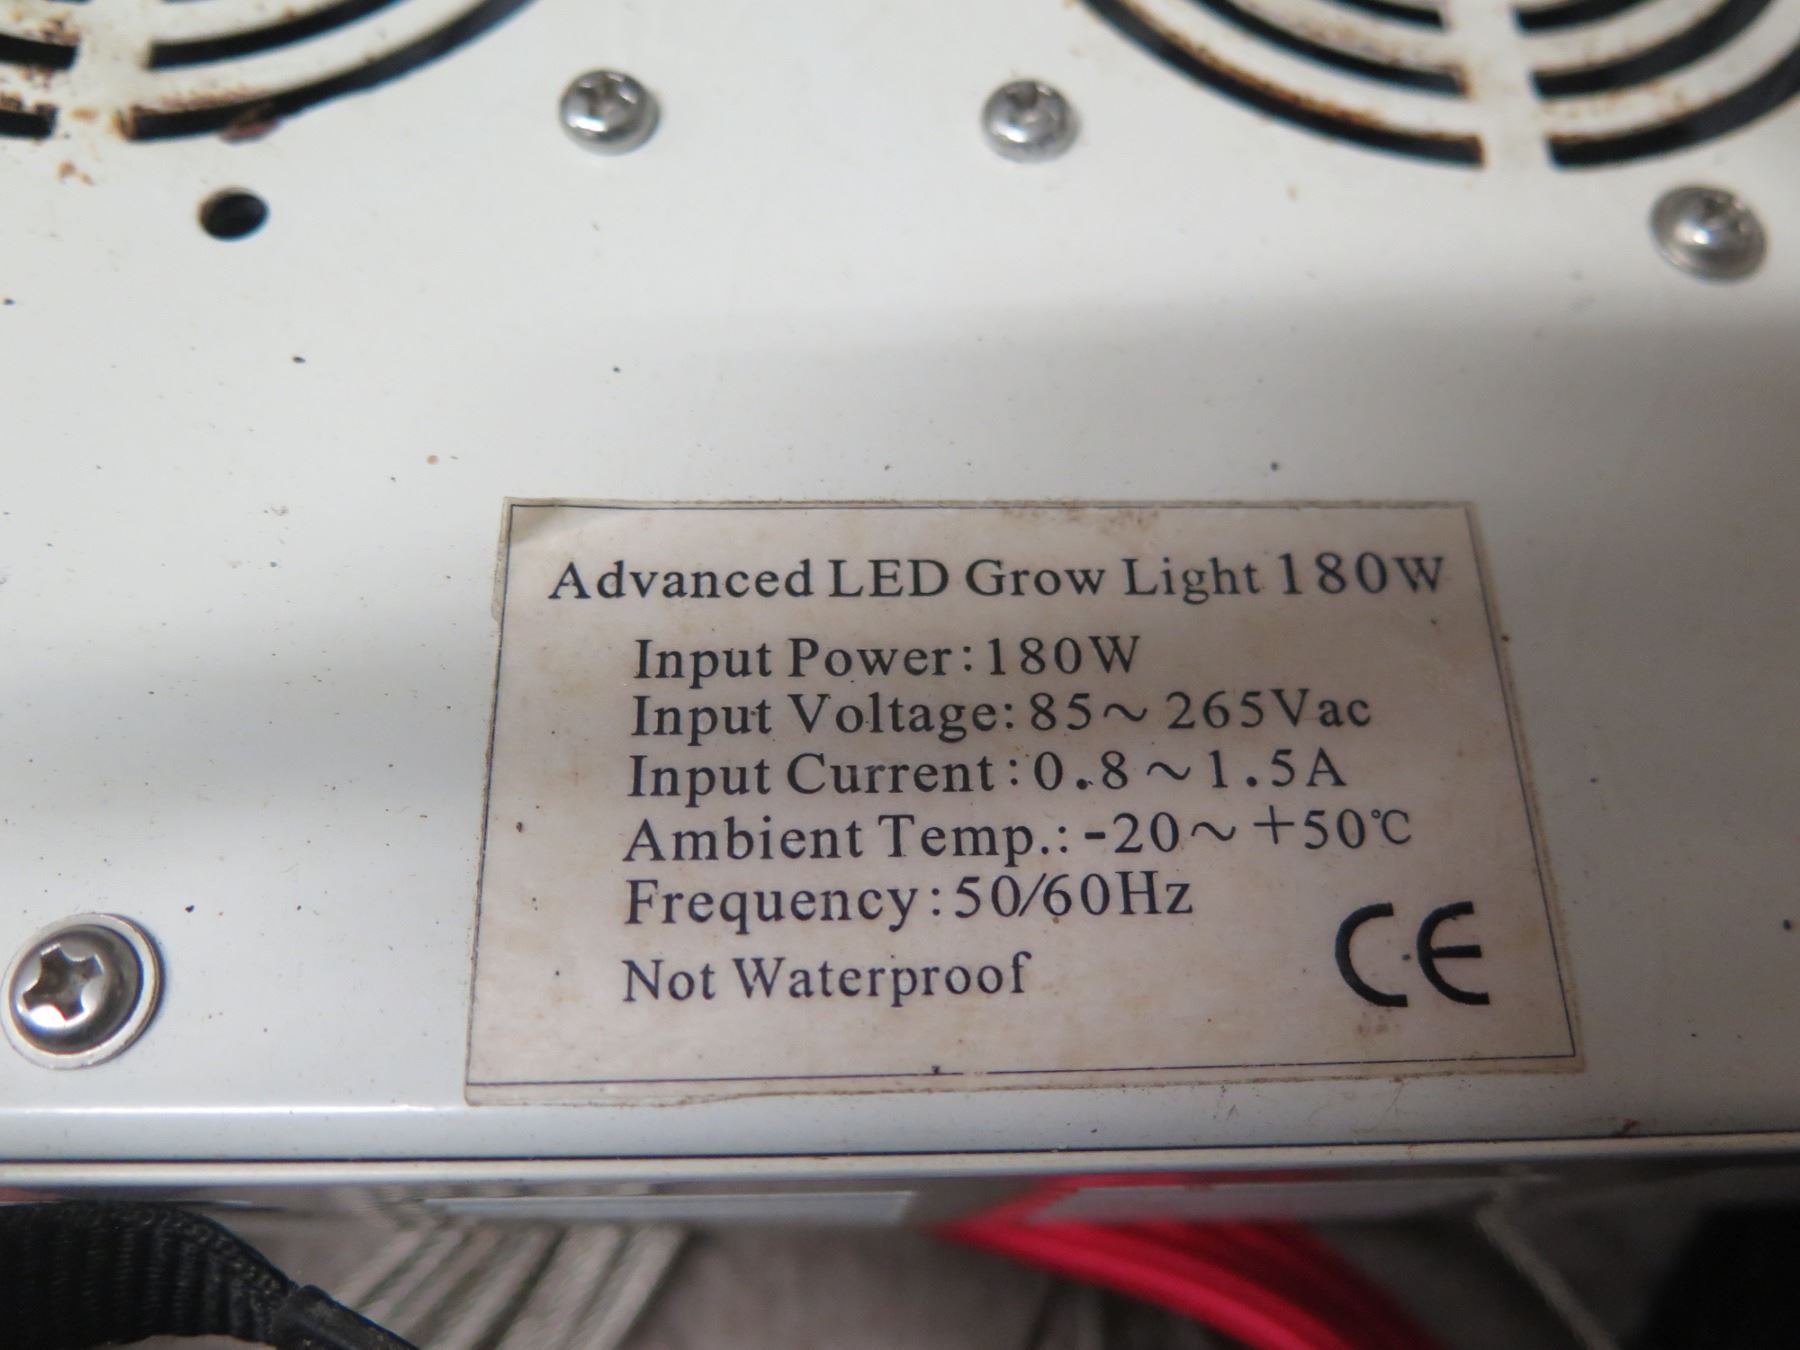 Advanced LED Grow Light 180W
Input Power:180W
Input Voltage:85~265Vac
Input Current:0.8~1.5A
Ambient Temp.:-20~+50℃
Frequency:50/60Hz
Not Waterproof
CE